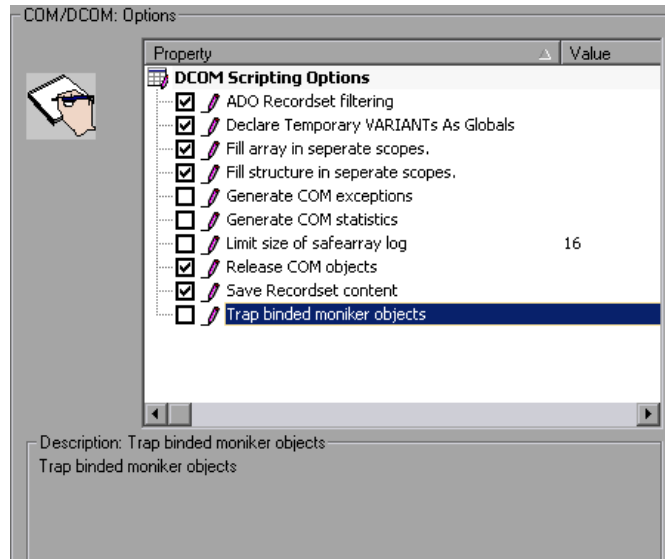 COM/DCOM: Options
Property Value
DCOM Scripting Options
ADO Recordset filtering
Declare Temporary VARIANTs As Globals
Fill array in seperate scopes.
Fill structure in seperate scopes.
Generate COM exceptions
Generate COM statistics
Limit size of safearray log 16
Release COM objects
Save Recordset content
Trap binded moniker objects
Description: Trap binded moniker objects
Trap binded moniker objects